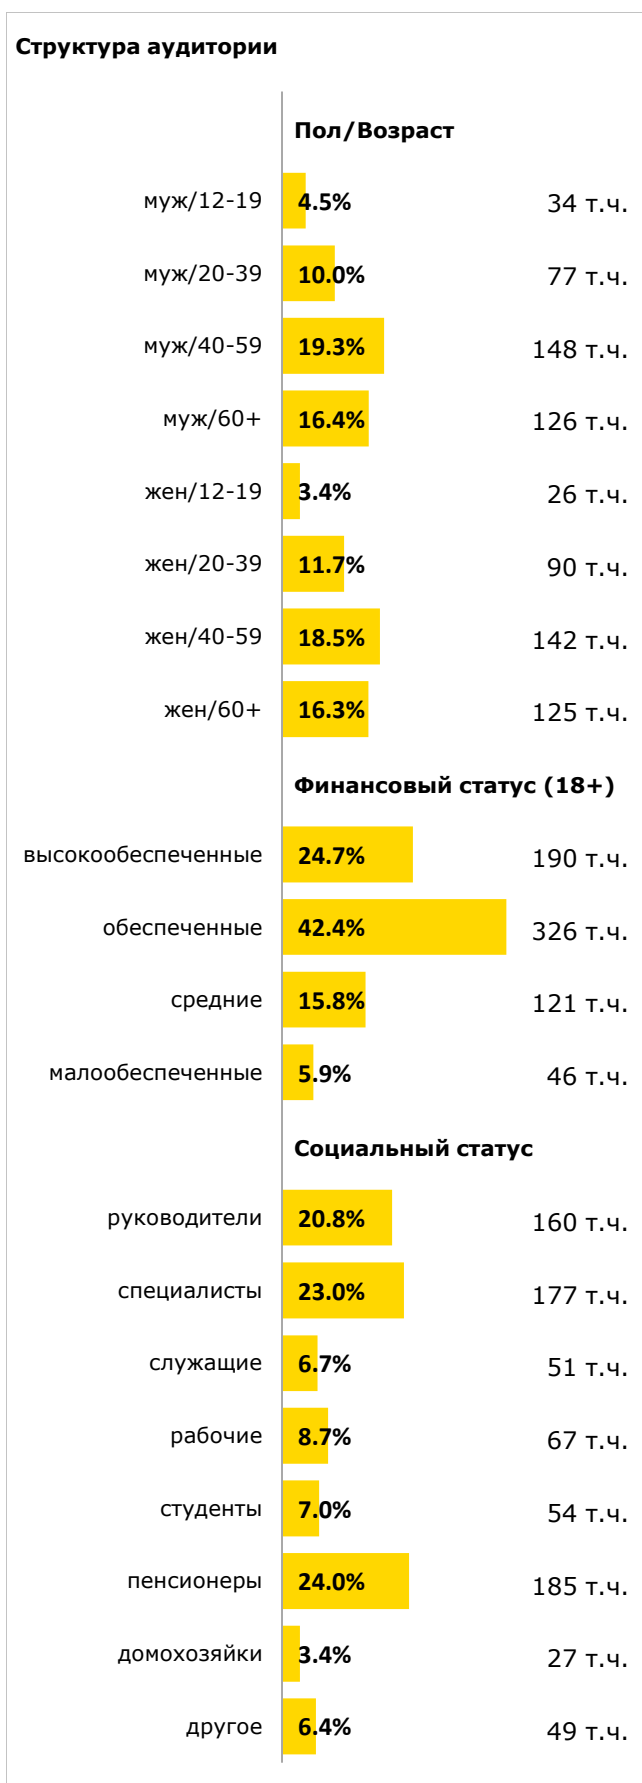 Структура аудитории
Пол/Возраст
муж/12-19 4.5% 34 т.ч.
муж/20-39 10.0% 77 т.ч.
муж/40-59 19.3% 148 т.ч.
муж/60+ 16.4% 126 т.ч.
жен/12-19 3.4% 26 т.ч.
жен/20-39 11.7% 90 т.ч.
жен/40-59 18.5% 142 т.ч.
жен/60+ 16.3% 125 т.ч.
Финансовый статус (18+)
высокообеспеченные 24.7% 190 т.ч.
обеспеченные 42.4% 326 т.ч.
средние 15.8% 121 т.ч.
малообеспеченные 5.9% 46 т.ч.
Социальный статус
руководители 20.8% 160 т.ч.
специалисты 23.0% 177 т.ч.
служащие 6.7% 51 т.ч.
рабочие 8.7% 67 т.ч.
студенты 7.0% 54 т.ч.
пенсионеры 24.0% 185 т.ч.
домохозяйки 3.4% 27 т.ч.
другое 6.4% 49 т.ч.